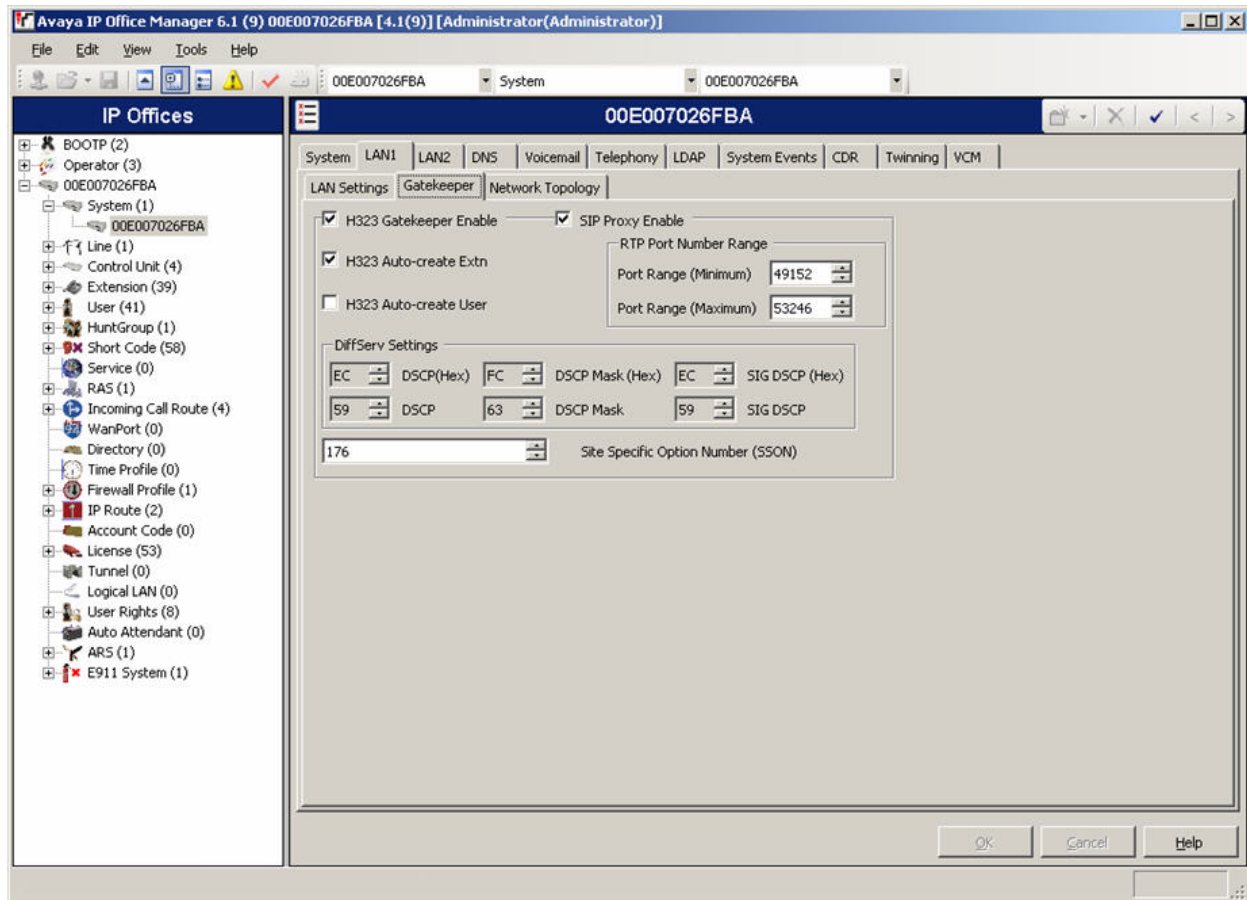 Avaya IP Office Manager 6.1 (9) 00E007026FBA [4.1(9)] [Administrator(Administrator)]
File Edit View Tools Help
00E007026FBA System 00E007026FBA
IP Offices
BOOTP (2)
Operator (3)
00E007026FBA
System (1)
00E007026FBA
Line (1)
Control Unit (4)
Extension (39)
User (41)
HuntGroup (1)
Short Code (58)
Service (0)
RAS (1)
Incoming Call Route (4)
WanPort (0)
Directory (0)
Time Profile (0)
Firewall Profile (1)
IP Route (2)
Account Code (0)
License (53)
Tunnel (0)
Logical LAN (0)
User Rights (8)
Auto Attendant (0)
ARS (1)
E911 System (1)
00E007026FBA
System LAN1 LAN2 DNS Voicemail Telephony LDAP System Events CDR Twinning VCM
LAN Settings Gatekeeper Network Topology
H323 Gatekeeper Enable SIP Proxy Enable
RTP Port Number Range
H323 Auto-create Extn
Port Range (Minimum) 49152
H323 Auto-create User
Port Range (Maximum) 53246
DiffServ Settings
EC DSCP(Hex) FC DSCP Mask (Hex) EC SIG DSCP (Hex)
59 DSCP 63 DSCP Mask 59 SIG DSCP
176 Site Specific Option Number (SSON)
OK Cancel Help